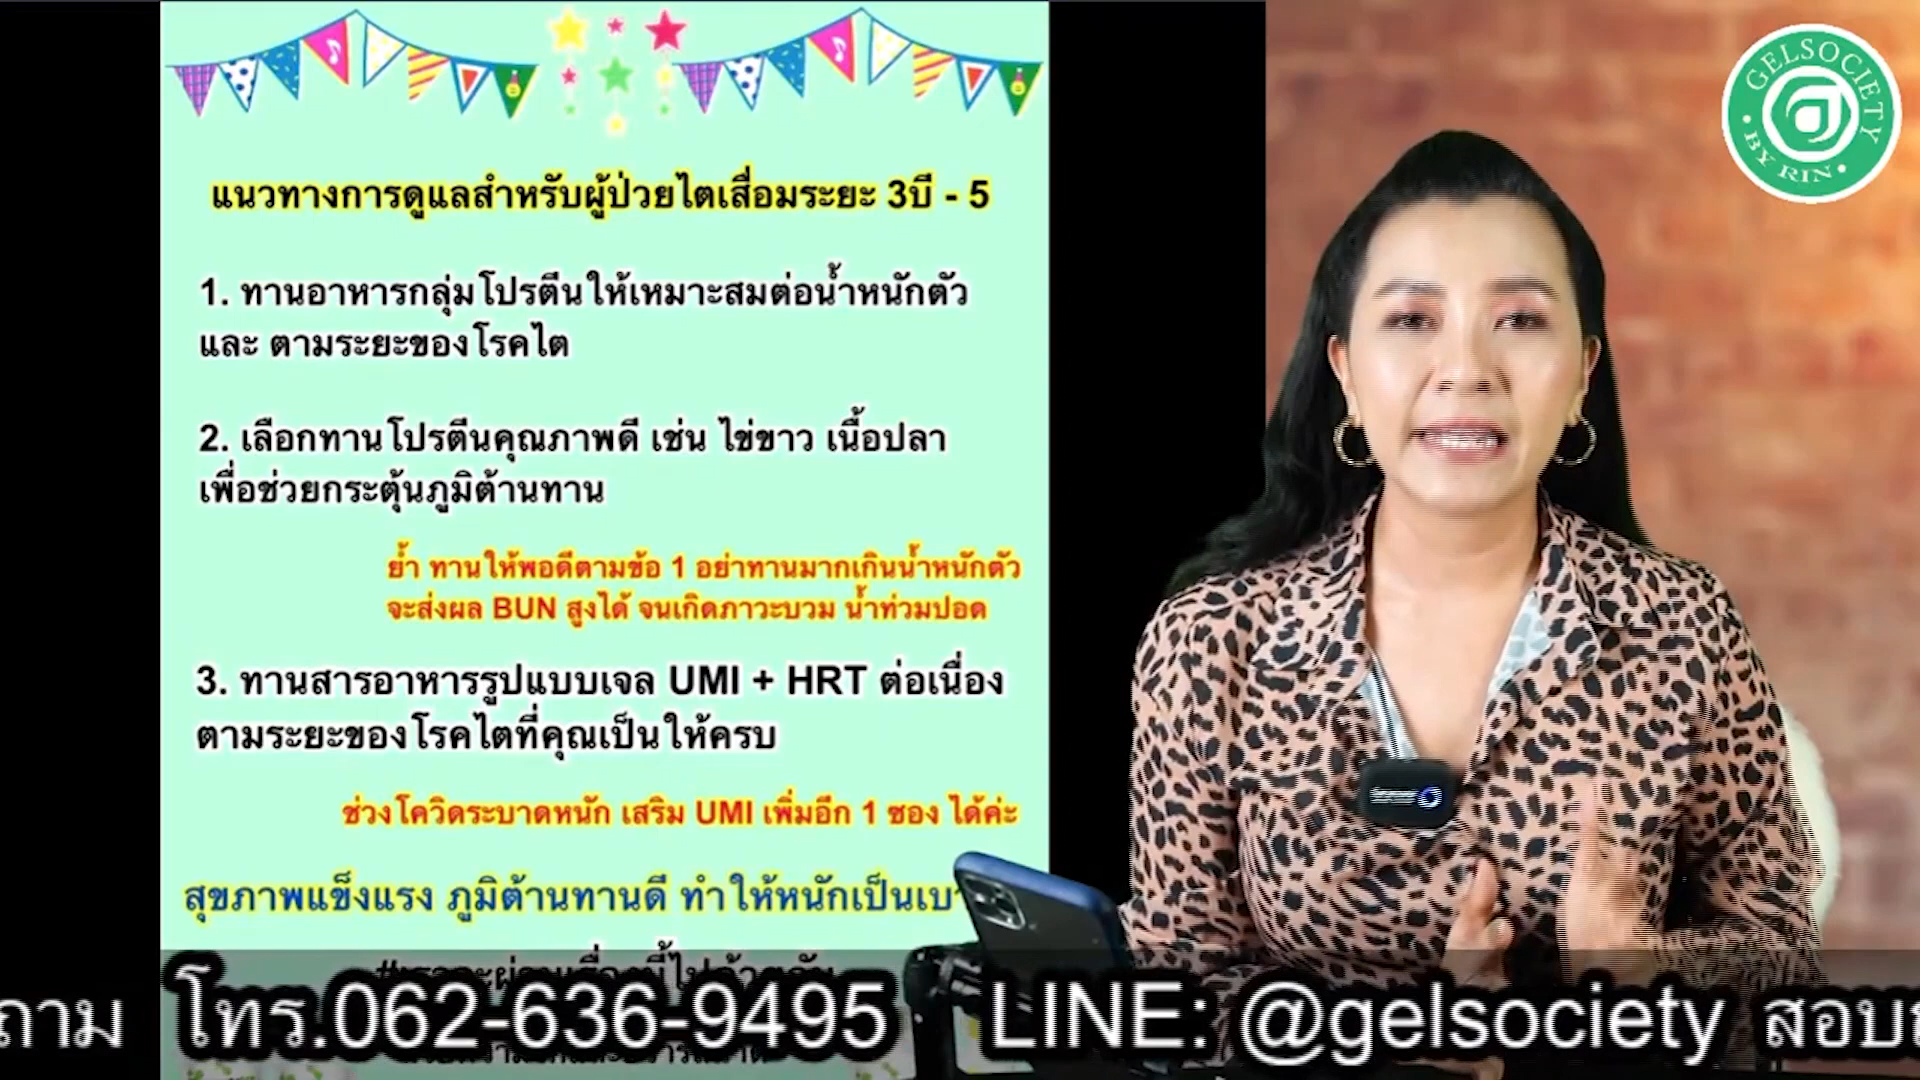 แนวทางการดูแลสำหรับผู้ป่วยไตเสื่อมระยะ 3บี - 5
1. ทานอาหารกลุ่มโปรตีนให้เหมาะสมต่อน้ำหนักตัว
และ ตามระยะของโรคไต
2. เลือกทานโปรตีนคุณภาพดี เช่น ไข่ขาว เนื้อปลา
เพื่อช่วยกระตุ้นภูมิต้านทาน
ย้ำ ทานให้พอดีตามข้อ 1 อย่าทานมากเกินน้ำหนักตัว
จะส่งผล BUN สูงได้ จนเกิดภาวะบวม น้ำท่วมปอด
3. ทานสารอาหารรูปแบบเจล UMI + HRT ต่อเนื่อง
ตามระยะของโรคไตที่คุณเป็นให้ครบ
ช่วงโควิดระบาดหนัก เสริม UMI เพิ่มอีก 1 ซอง ได้ค่ะ
สุขภาพแข็งแรง ภูมิต้านทานดี ทำให้หนักเป็นเบา
GELSOCIETY
BY RIN
ถาม โทร.062-636-9495 LINE: @gelsociety สอบ